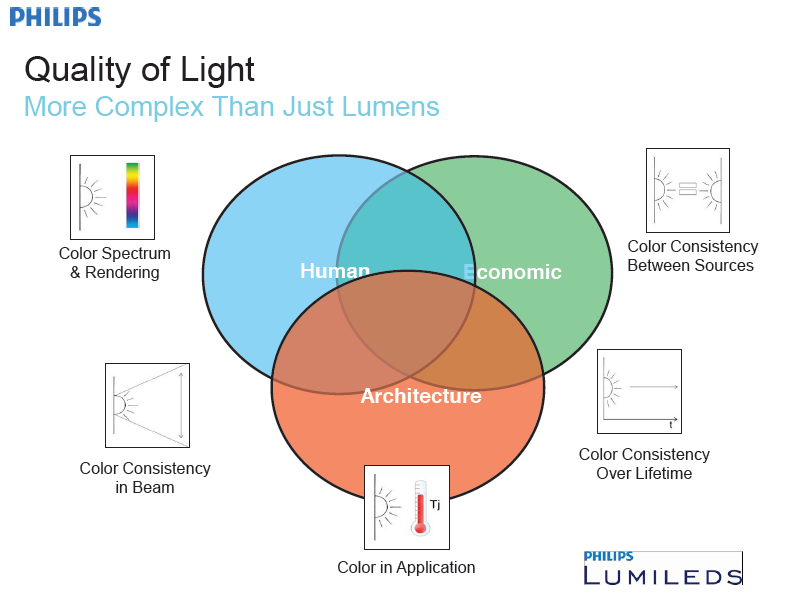 PHILIPS
Quality of Light
More Complex Than Just Lumens
Color Spectrum
& Rendering
Color Consistency
Between Sources
Human
Economic
Architecture
Color Consistency
in Beam
t
Color Consistency
Over Lifetime
Tj
Color in Application
PHILIPS
LUMILEDS